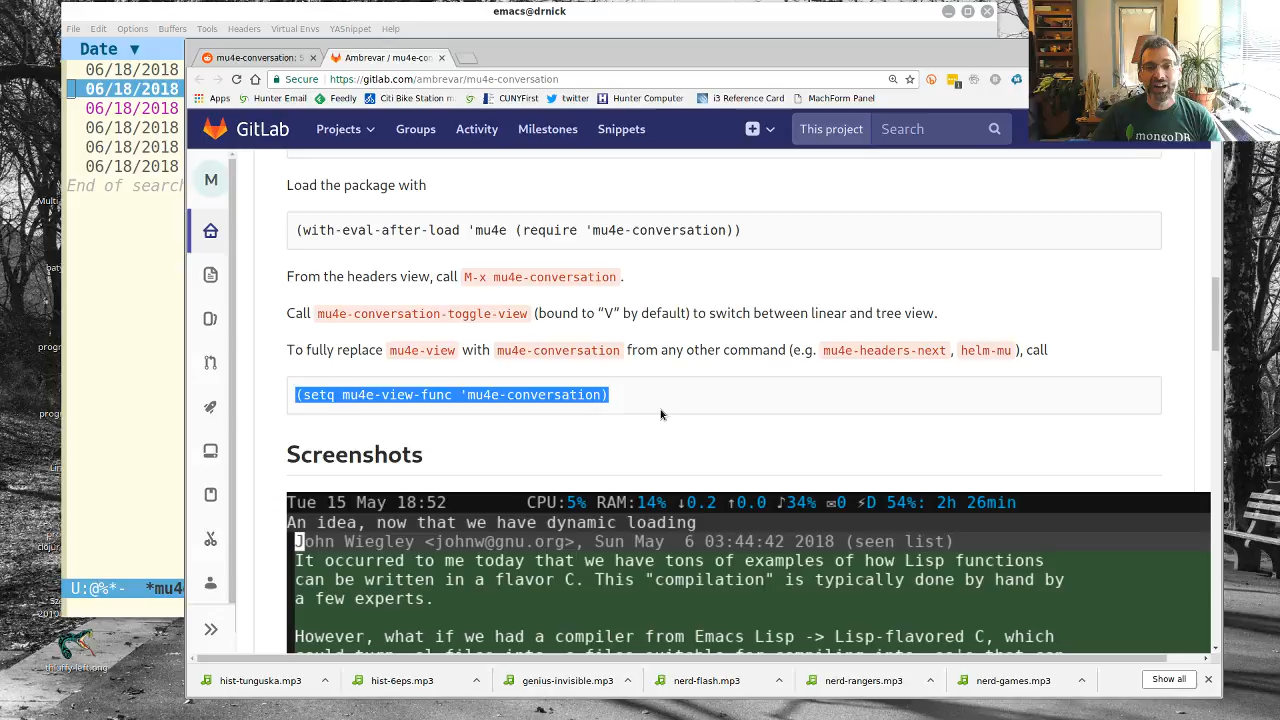 emacs@drnick
File Edit Options Buffers Tools Headers Virtual Envs YASnippet Help
Date ▼
06/18/2018
06/18/2018
06/18/2018
06/18/2018
06/18/2018
06/18/2018
End of searc
U:@%*- *mu4
mu4e-conversation: S
Ambrevar / mu4e-con
Secure https://gitlab.com/ambrevar/mu4e-conversation
Apps Hunter Email Feedly Citi Bike Station m CUNYFirst twitter Hunter Computer i3 Reference Card MachForm Panel
GitLab Projects Groups Activity Milestones Snippets This project Search
mongoDB
M
Load the package with
(with-eval-after-load 'mu4e (require 'mu4e-conversation))
From the headers view, call M-x mu4e-conversation.
Call mu4e-conversation-toggle-view (bound to “V” by default) to switch between linear and tree view.
To fully replace mu4e-view with mu4e-conversation from any other command (e.g. mu4e-headers-next, helm-mu), call
(setq mu4e-view-func 'mu4e-conversation)
Screenshots
Tue 15 May 18:52 CPU:5% RAM:14% ↓0.2 ↑0.0 ♪34% ✉0 ⚡D 54%: 2h 26min
An idea, now that we have dynamic loading
John Wiegley <johnw@gnu.org>, Sun May 6 03:44:42 2018 (seen list)
It occurred to me today that we have tons of examples of how Lisp functions
can be written in a flavor C. This "compilation" is typically done by hand by
a few experts.
However, what if we had a compiler from Emacs Lisp -> Lisp-flavored C, which
thluffy-left.png
hist-tunguska.mp3 hist-6eps.mp3 genius-invisible.mp3 nerd-flash.mp3 nerd-rangers.mp3 nerd-games.mp3 Show all